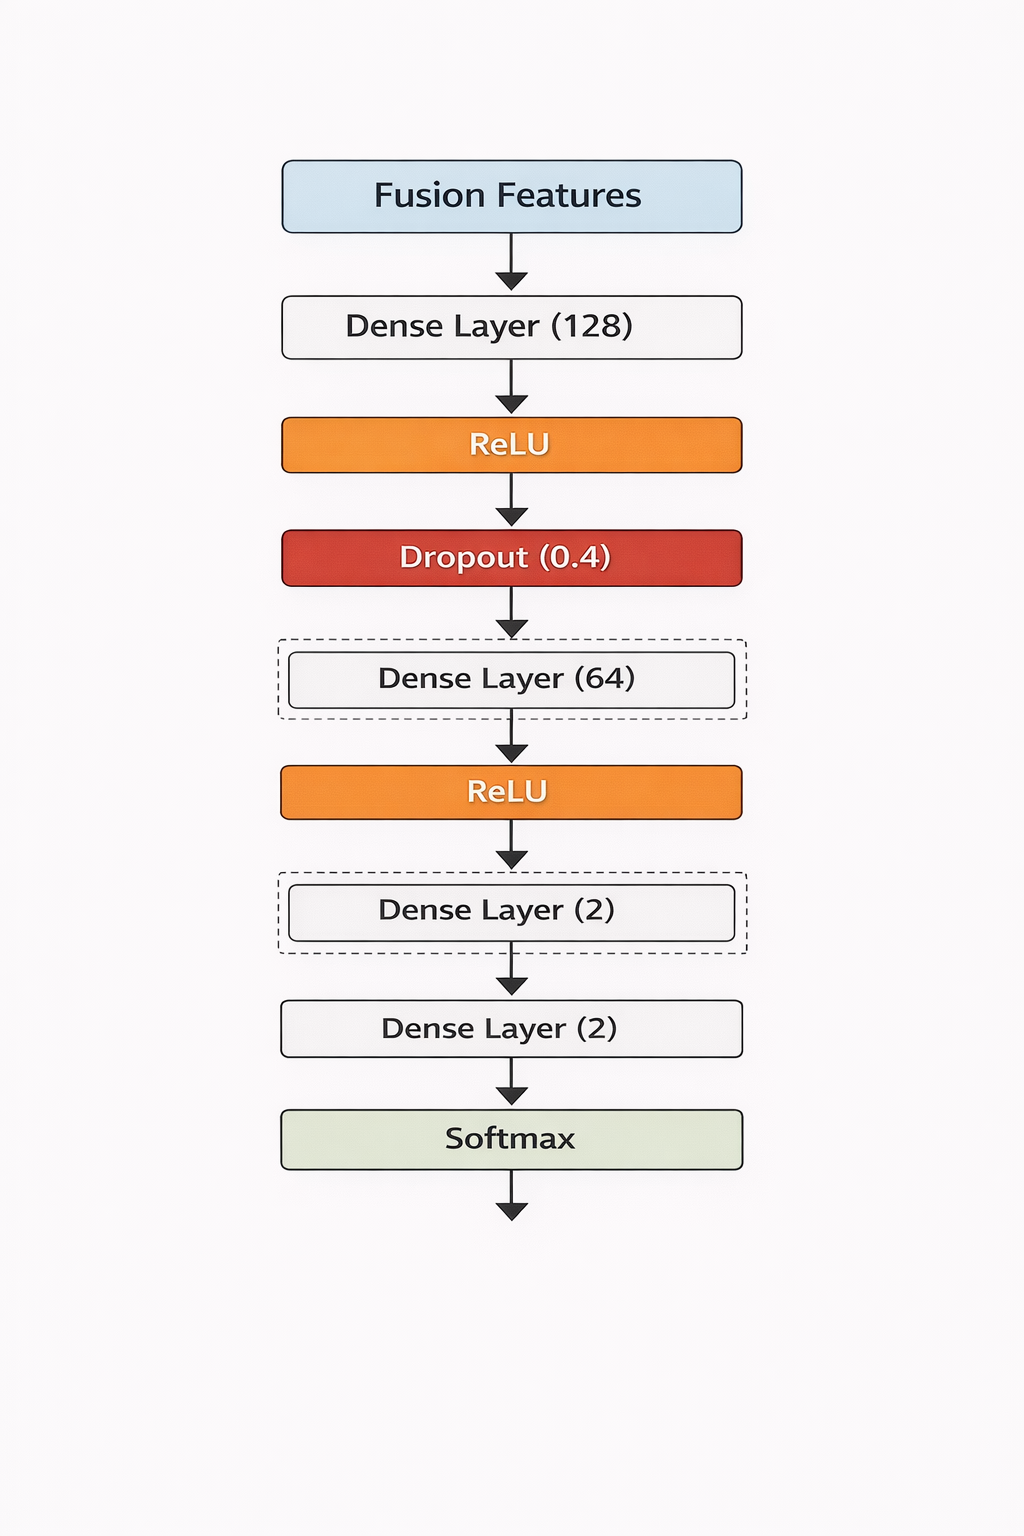 Fusion Features
Dense Layer (128)
ReLU
Dropout (0.4)
Dense Layer (64)
ReLU
Dense Layer (2)
Dense Layer (2)
Softmax